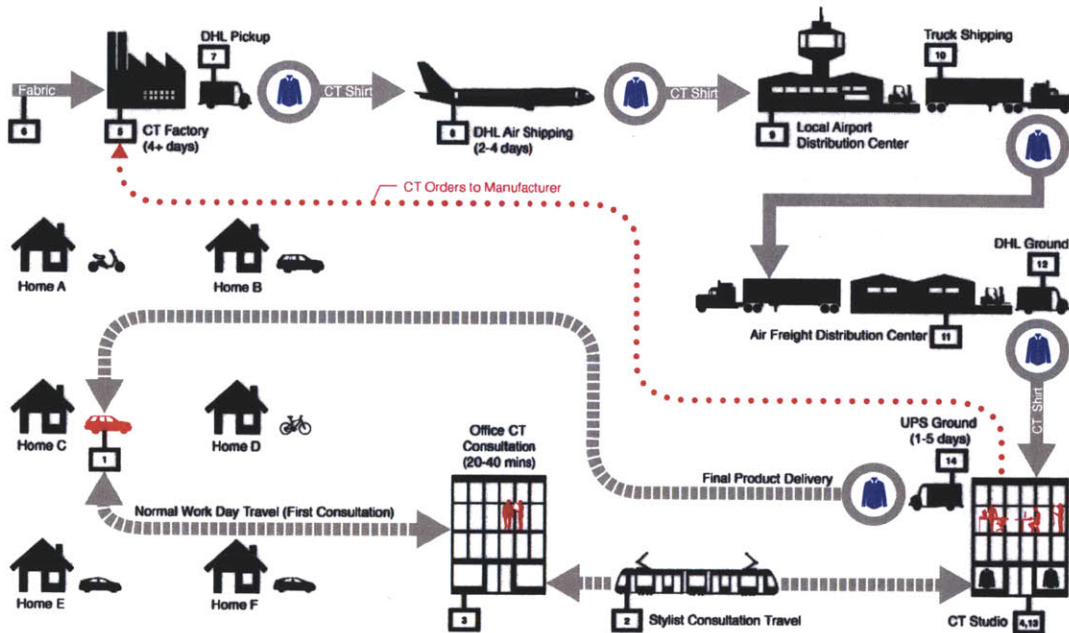 DHL Pickup
7
Truck Shipping
10
Fabric
CT Shirt
CT Shirt
6
5
CT Factory
(4+ days)
8
DHL Air Shipping
(2-4 days)
9
Local Airport
Distribution Center
CT Orders to Manufacturer
DHL Ground
12
Home A
Home B
Air Freight Distribution Center
11
CT Shirt
UPS Ground
(1-5 days)
14
Home C
Home D
1
Office CT
Consultation
(20-40 mins)
Final Product Delivery
Normal Work Day Travel (First Consultation)
Home E
Home F
3
2
Stylist Consultation Travel
CT Studio
4,13